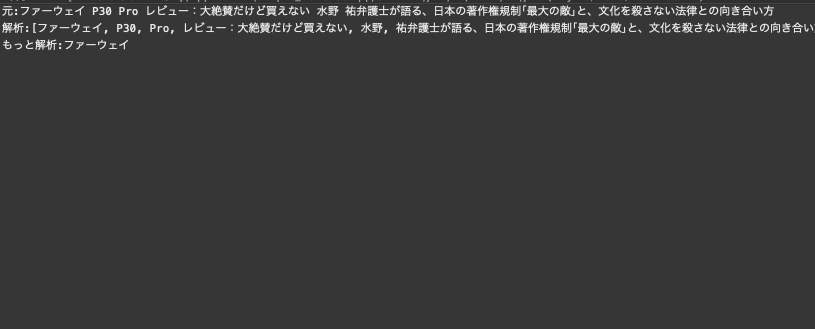 元:ファーウェイ P30 Pro レビュー：大絶賛だけど買えない 水野 祐弁護士が語る、日本の著作権規制｢最大の敵｣と、文化を殺さない法律との向き合い方
解析:[ファーウェイ, P30, Pro, レビュー：大絶賛だけど買えない, 水野, 祐弁護士が語る、日本の著作権規制｢最大の敵｣と、文化を殺さない法律との向き合い
もっと解析:ファーウェイ